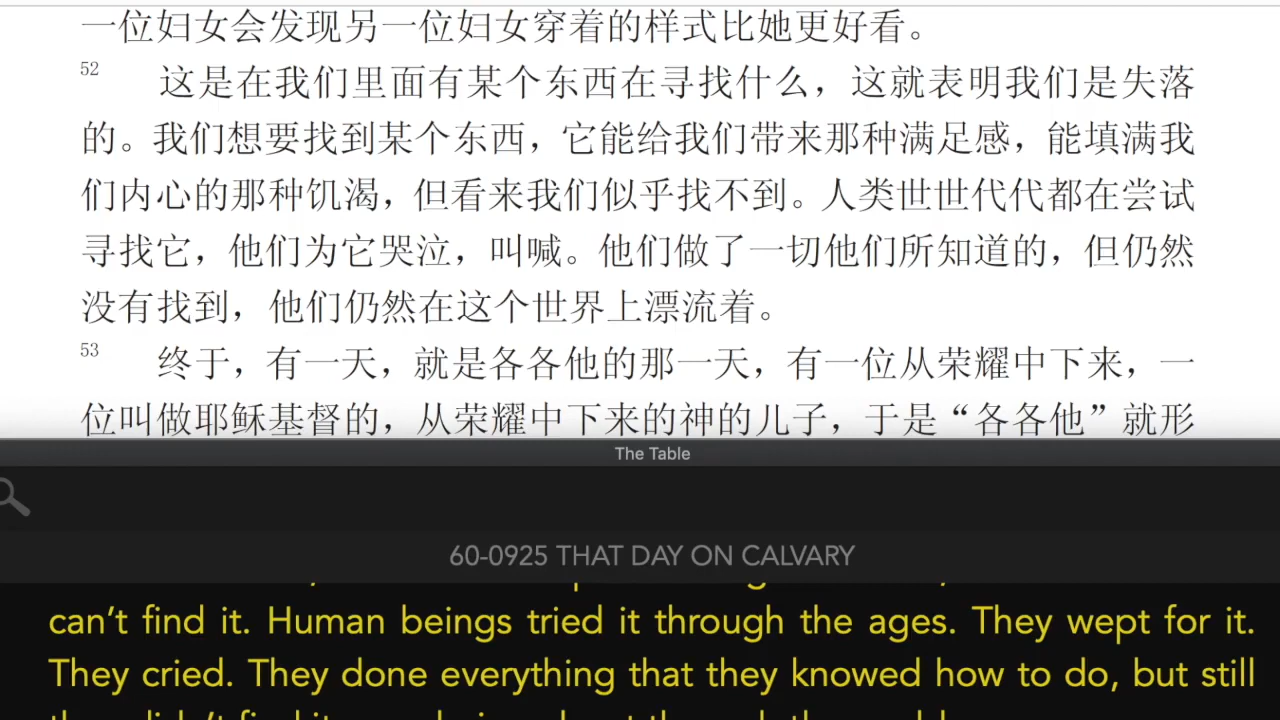 一位妇女会发现另一位妇女穿着的样式比她更好看。
52 这是在我们里面有某个东西在寻找什么，这就表明我们是失落
的。我们想要找到某个东西，它能给我们带来那种满足感，能填满我
们内心的那种饥渴，但看来我们似乎找不到。人类世世代代都在尝试
寻找它，他们为它哭泣，叫喊。他们做了一切他们所知道的，但仍然
没有找到，他们仍然在这个世界上漂流着。
53 终于，有一天，就是各各他的那一天，有一位从荣耀中下来，一
位叫做耶稣基督的，从荣耀中下来的神的儿子，于是“各各他”就形
The Table
60-0925 THAT DAY ON CALVARY
can’t find it. Human beings tried it through the ages. They wept for it.
They cried. They done everything that they knowed how to do, but still